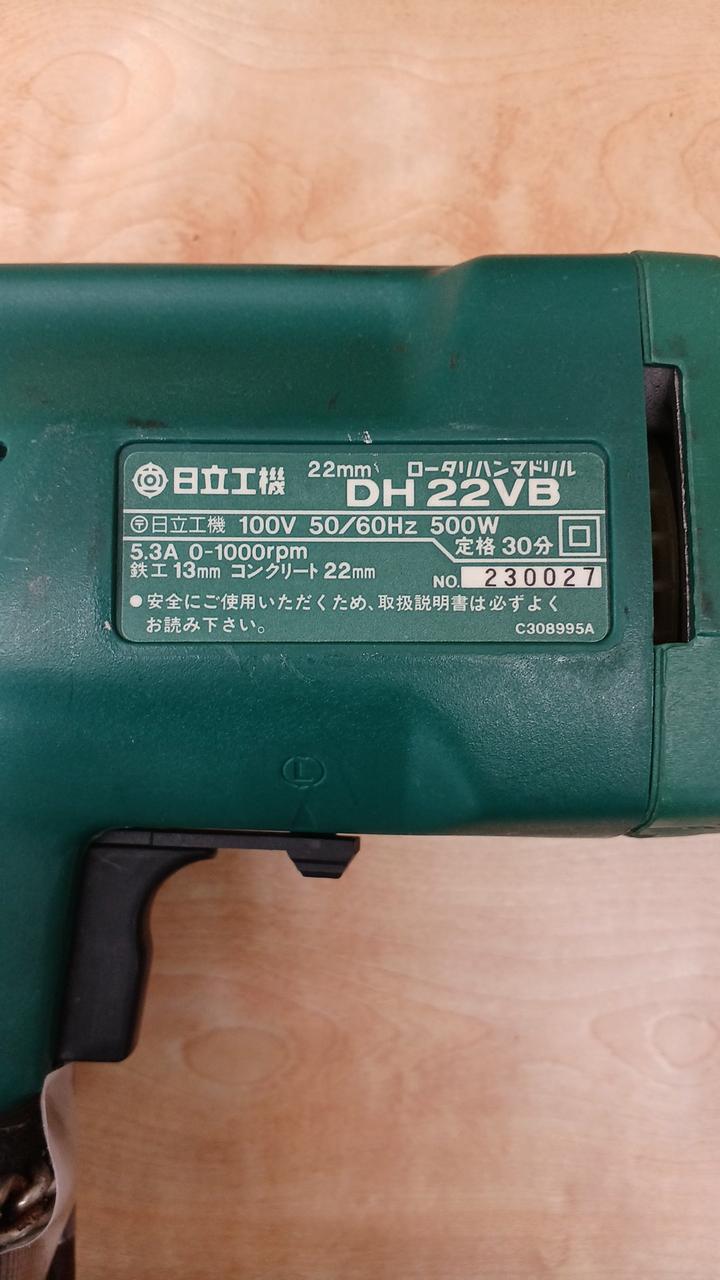 日立工機 22mm ロータリハンマドリル
DH 22VB
〒日立工機 100V 50/60Hz 500W
5.3A 0-1000rpm 定格 30分
鉄工 13mm コンクリート 22mm
NO. 230027
●安全にご使用いただくため、取扱説明書は必ずよく
お読み下さい。
C308995A
L